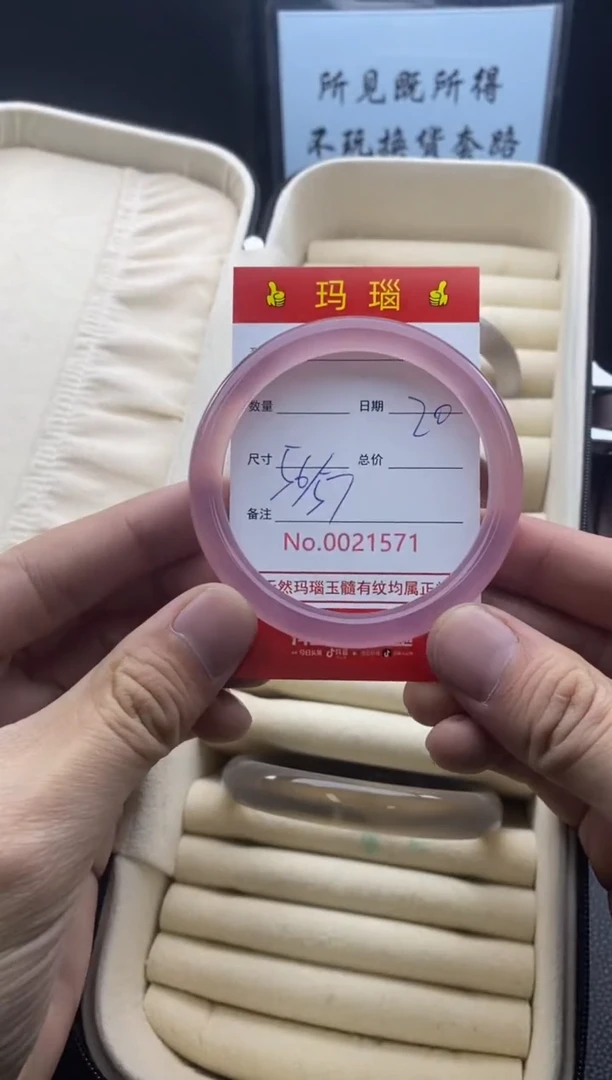 所见既所得
不玩换货套路
玛瑙
数量 日期 20
尺寸 56/57 总价
备注
No.0021571
天然玛瑙玉髓有纹均属正